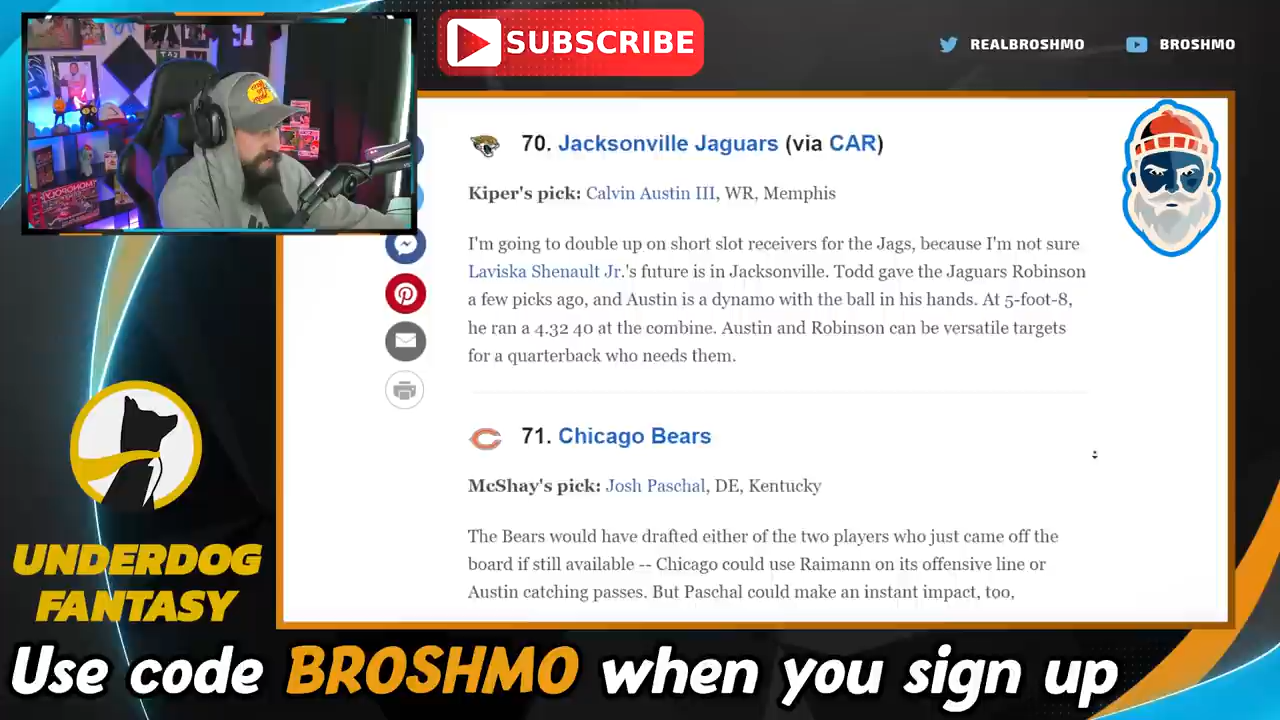 SUBSCRIBE
REALBROSHMO
BROSHMO
70. Jacksonville Jaguars (via CAR)
Kiper's pick: Calvin Austin III, WR, Memphis
I'm going to double up on short slot receivers for the Jags, because I'm not sure
Laviska Shenault Jr.'s future is in Jacksonville. Todd gave the Jaguars Robinson
a few picks ago, and Austin is a dynamo with the ball in his hands. At 5-foot-8,
he ran a 4.32 40 at the combine. Austin and Robinson can be versatile targets
for a quarterback who needs them.
71. Chicago Bears
McShay's pick: Josh Paschal, DE, Kentucky
The Bears would have drafted either of the two players who just came off the
board if still available -- Chicago could use Raimann on its offensive line or
Austin catching passes. But Paschal could make an instant impact, too,
UNDERDOG
FANTASY
Use code BROSHMO when you sign up